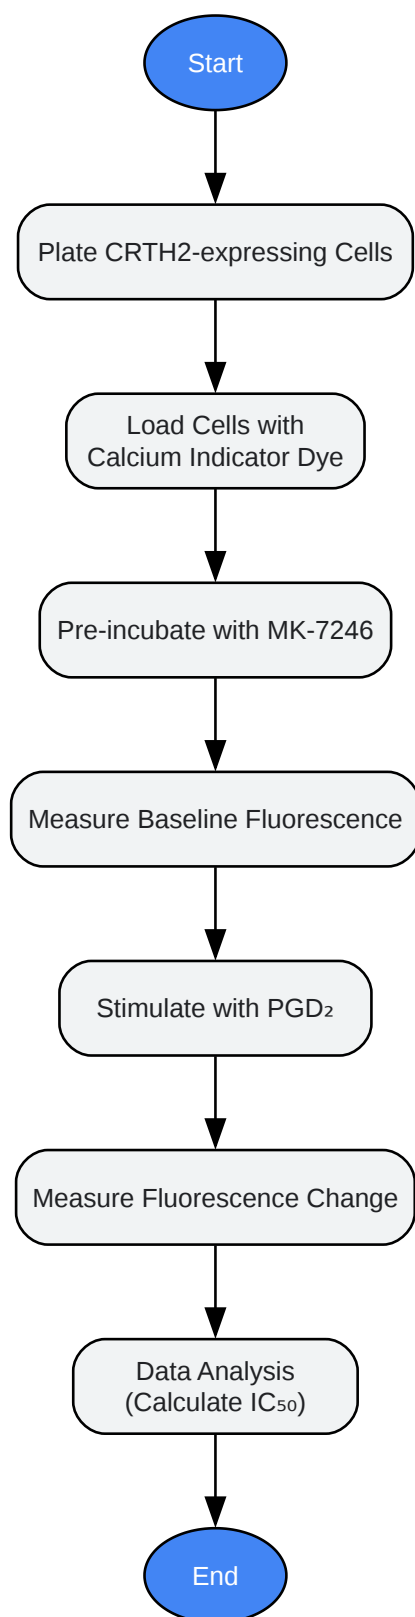 Start
Plate CRTH2-expressing Cells
Load Cells with
Calcium Indicator Dye
Pre-incubate with MK-7246
Measure Baseline Fluorescence
Stimulate with PGD₂
Measure Fluorescence Change
Data Analysis
(Calculate IC₅₀)
End